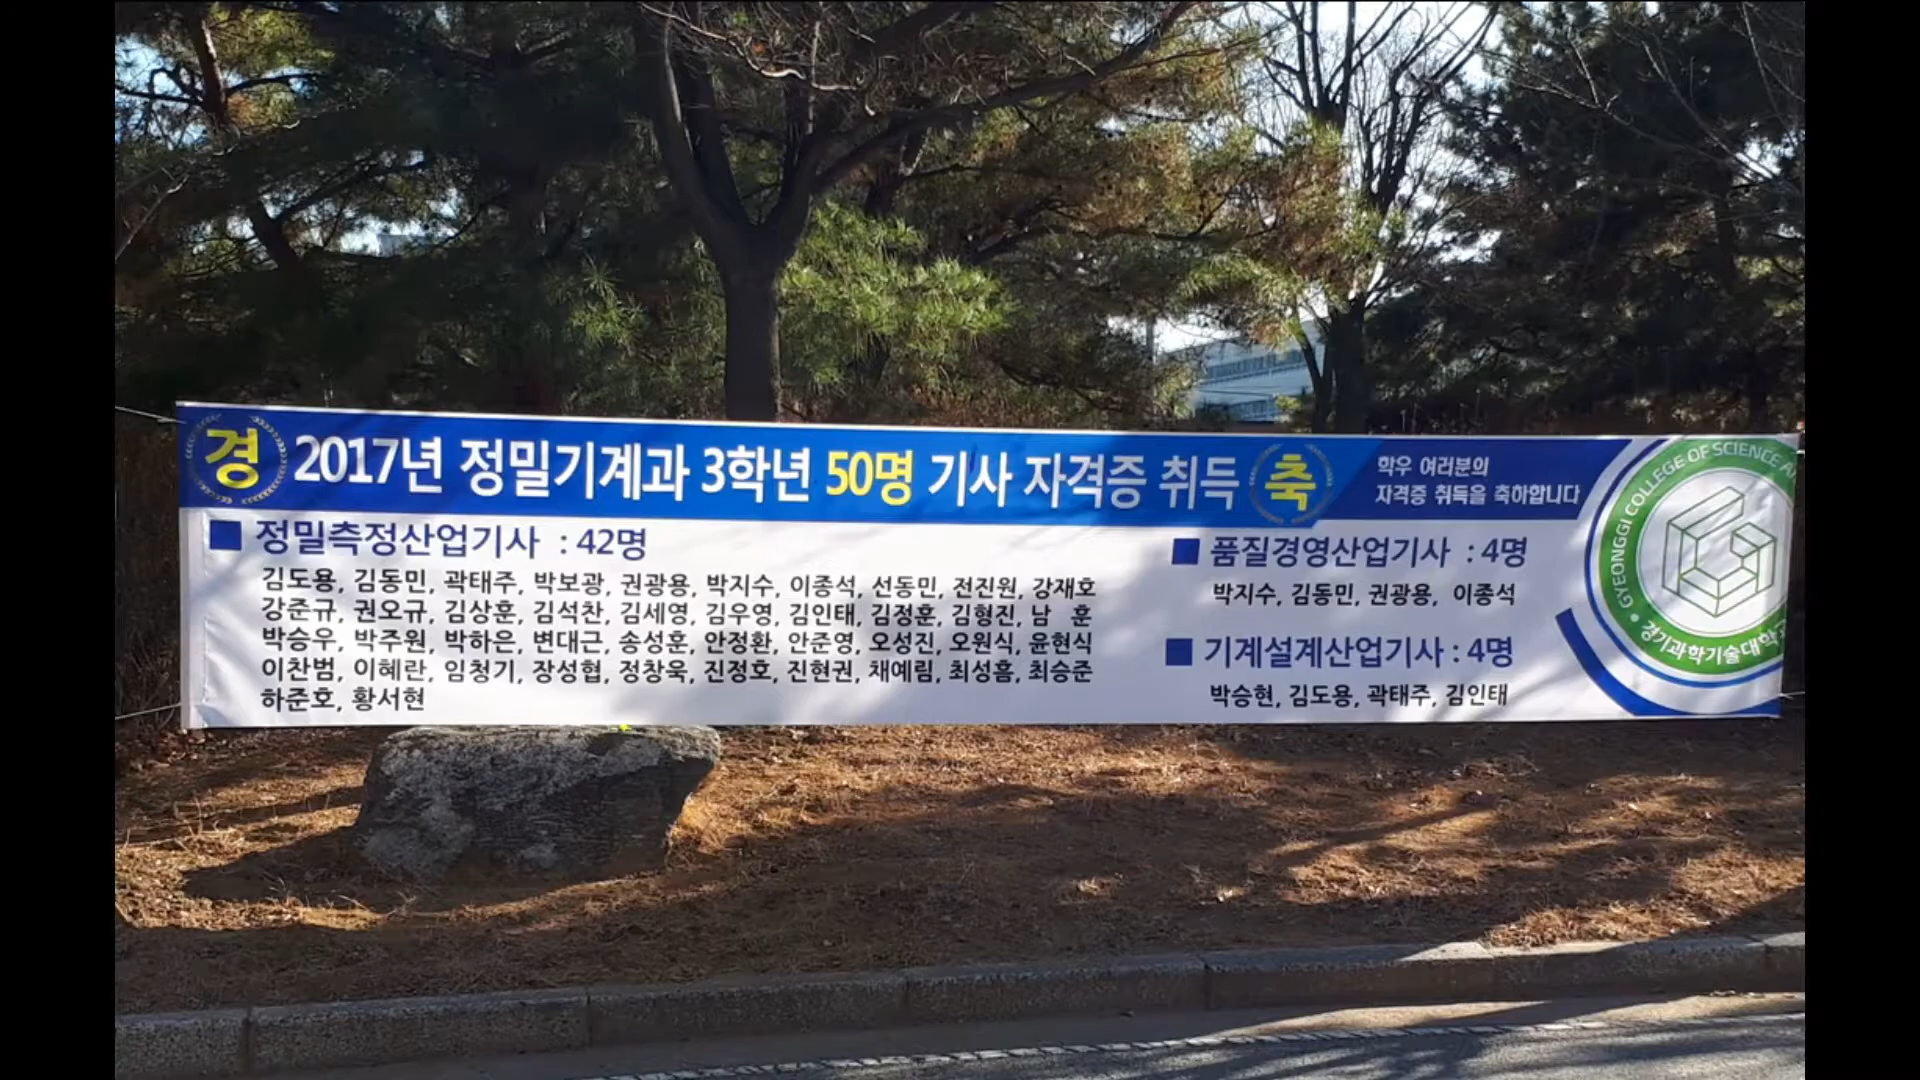 경 2017년 정밀기계과 3학년 50명 기사 자격증 취득 축
학우 여러분의
자격증 취득을 축하합니다
■ 정밀측정산업기사 : 42명
김도용, 김동민, 곽태주, 박보광, 권광용, 박지수, 이종석, 선동민, 전진원, 강재호
강준규, 권오규, 김상훈, 김석찬, 김세영, 김우영, 김인태, 김정훈, 김형진, 남 훈
박승우, 박주원, 박하은, 변대근, 송성훈, 안정환, 안준영, 오성진, 오원식, 윤현식
이찬범, 이혜란, 임청기, 장성협, 정창욱, 진정호, 진현권, 채예림, 최성흠, 최승준
하준호, 황서현
■ 품질경영산업기사 : 4명
박지수, 김동민, 권광용, 이종석
■ 기계설계산업기사 : 4명
박승현, 김도용, 곽태주, 김인태
GYEONGGI COLLEGE OF SCIENCE
경기과학기술대학교